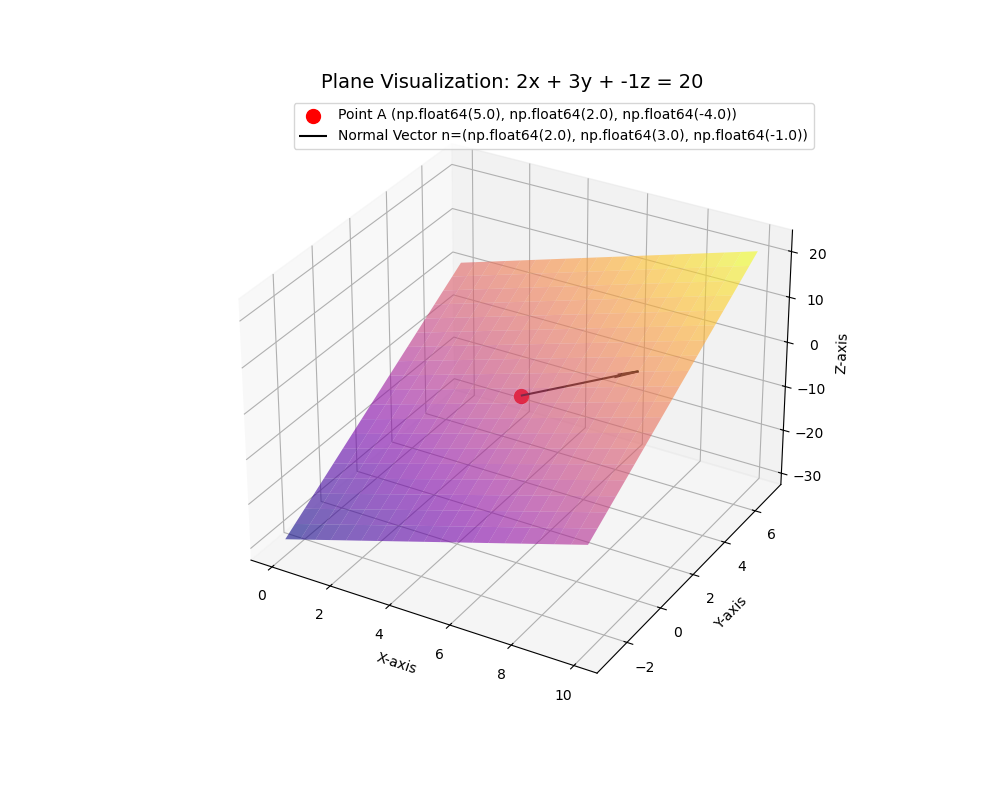 Plane Visualization: 2x + 3y + -1z = 20
Point A (np.float64(5.0), np.float64(2.0), np.float64(-4.0))
Normal Vector n=(np.float64(2.0), np.float64(3.0), np.float64(-1.0))
20
10
0
−10
−20
−30
Z-axis
6
4
2
0
−2
Y-axis
0
2
4
6
8
10
X-axis